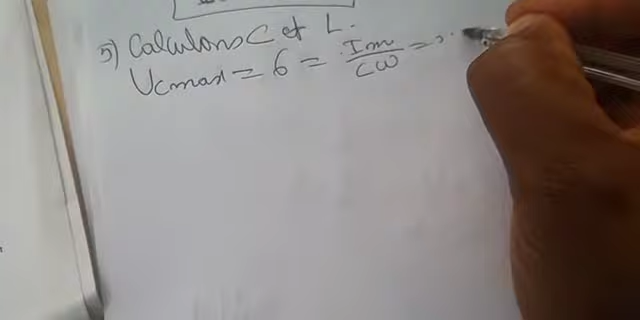 5) Calculons C et L.
Ucmax = 6 = Im/Cω =>